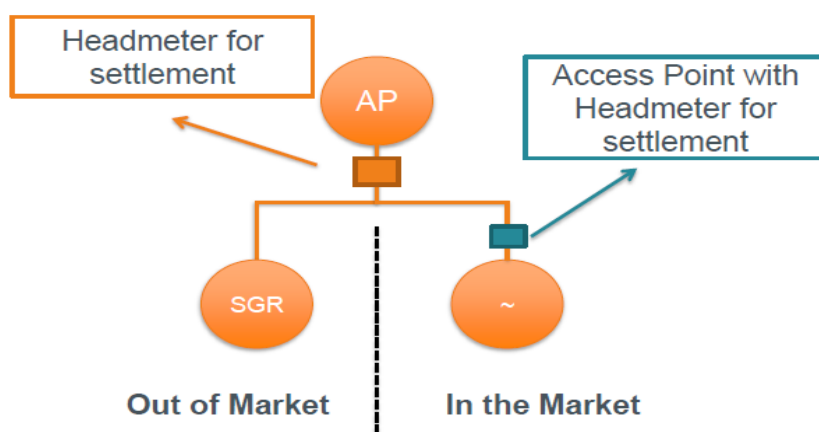 Headmeter for
settlement
AP
Access Point with
Headmeter for
settlement
SGR
~
Out of Market
In the Market